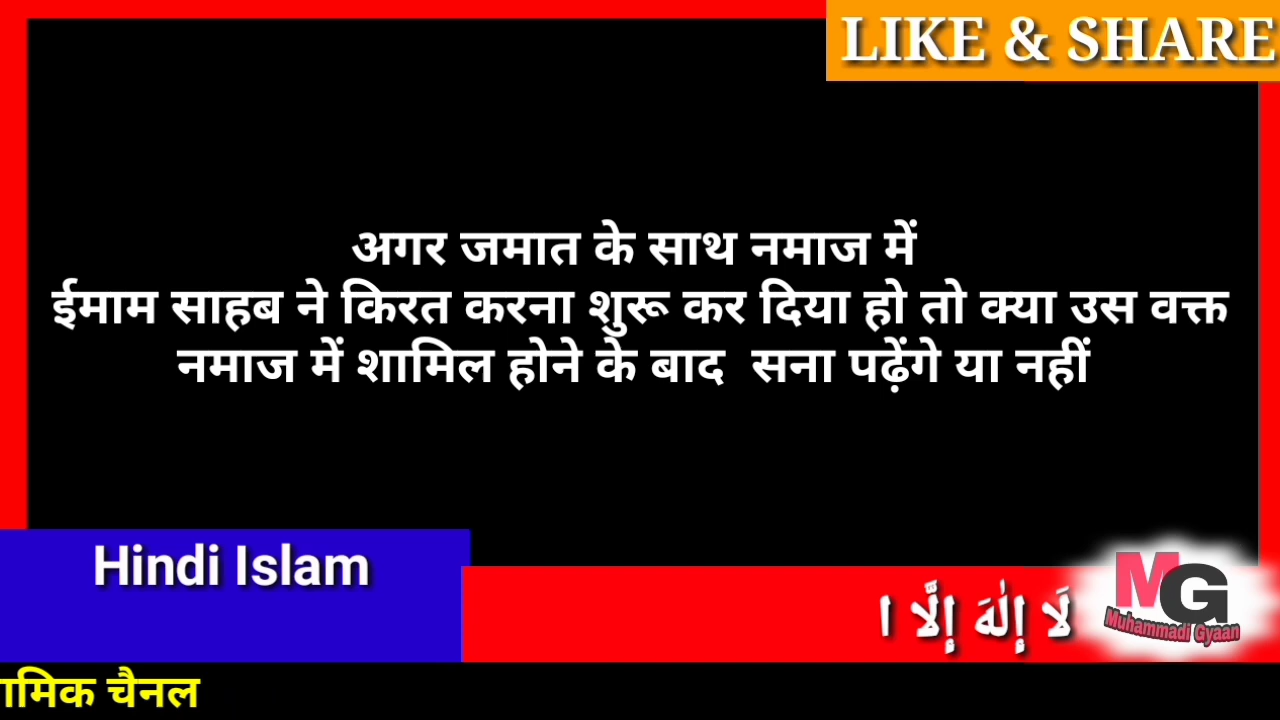 LIKE & SHARE
अगर जमात के साथ नमाज में
ईमाम साहब ने किरत करना शुरू कर दिया हो तो क्या उस वक्त
नमाज में शामिल होने के बाद सना पढ़ेंगे या नहीं
Hindi Islam
لَا إِلٰهَ إِلَّا ا
MG
Muhammadi Gyaan
ामिक चैनल